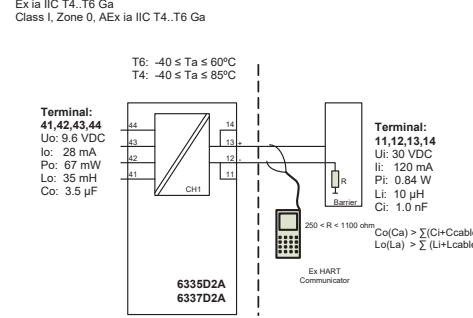 Ex ia IIC T4..T6 Ga
Class I, Zone 0, AEx ia IIC T4..T6 Ga
T6: -40 ≤ Ta ≤ 60ºC
T4: -40 ≤ Ta ≤ 85ºC
Terminal:
41,42,43,44
Uo: 9.6 VDC
Io: 28 mA
Po: 67 mW
Lo: 35 mH
Co: 3.5 µF
44
43
42
41
CH1
14
13 +
12 -
11
6335D2A
6337D2A
R
Barrier
250 < R < 1100 ohm
Ex HART
Communicator
Terminal:
11,12,13,14
Ui: 30 VDC
Ii: 120 mA
Pi: 0.84 W
Li: 10 µH
Ci: 1.0 nF
Co(Ca) > ∑(Ci+Ccable
Lo(La) > ∑ (Li+Lcable